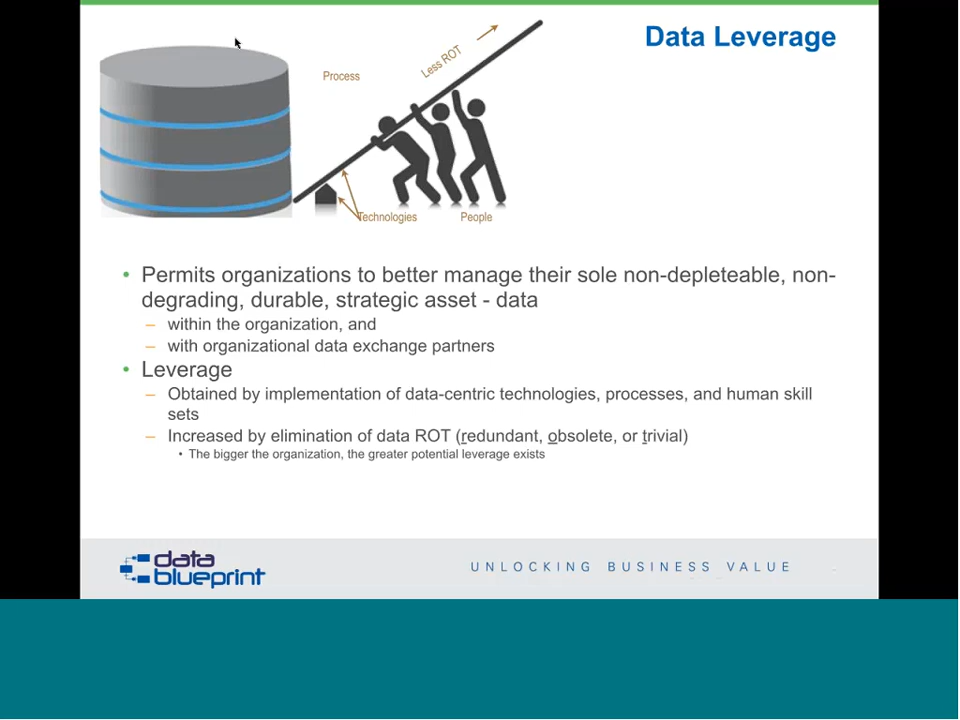 Data Leverage
Less ROT
Process
Technologies
People
• Permits organizations to better manage their sole non-depleteable, non-
degrading, durable, strategic asset - data
– within the organization, and
– with organizational data exchange partners
• Leverage
– Obtained by implementation of data-centric technologies, processes, and human skill
sets
– Increased by elimination of data ROT (redundant, obsolete, or trivial)
• The bigger the organization, the greater potential leverage exists
data
blueprint
UNLOCKING BUSINESS VALUE